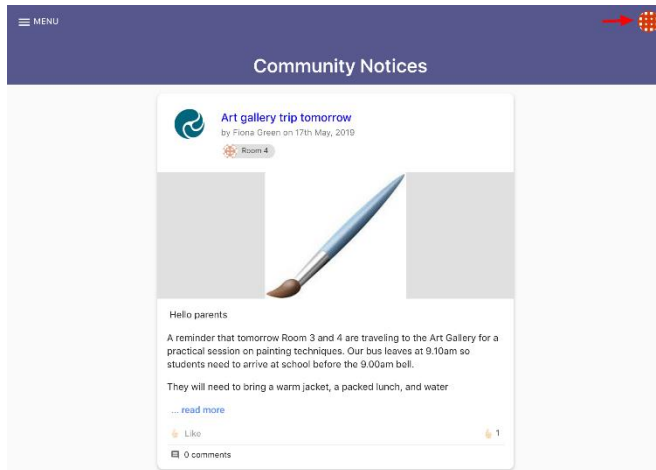 MENU
Community Notices
Art gallery trip tomorrow
by Fiona Green on 17th May, 2019
Room 4
Hello parents
A reminder that tomorrow Room 3 and 4 are traveling to the Art Gallery for a
practical session on painting techniques. Our bus leaves at 9.10am so
students need to arrive at school before the 9.00am bell.
They will need to bring a warm jacket, a packed lunch, and water
... read more
Like 1
0 comments